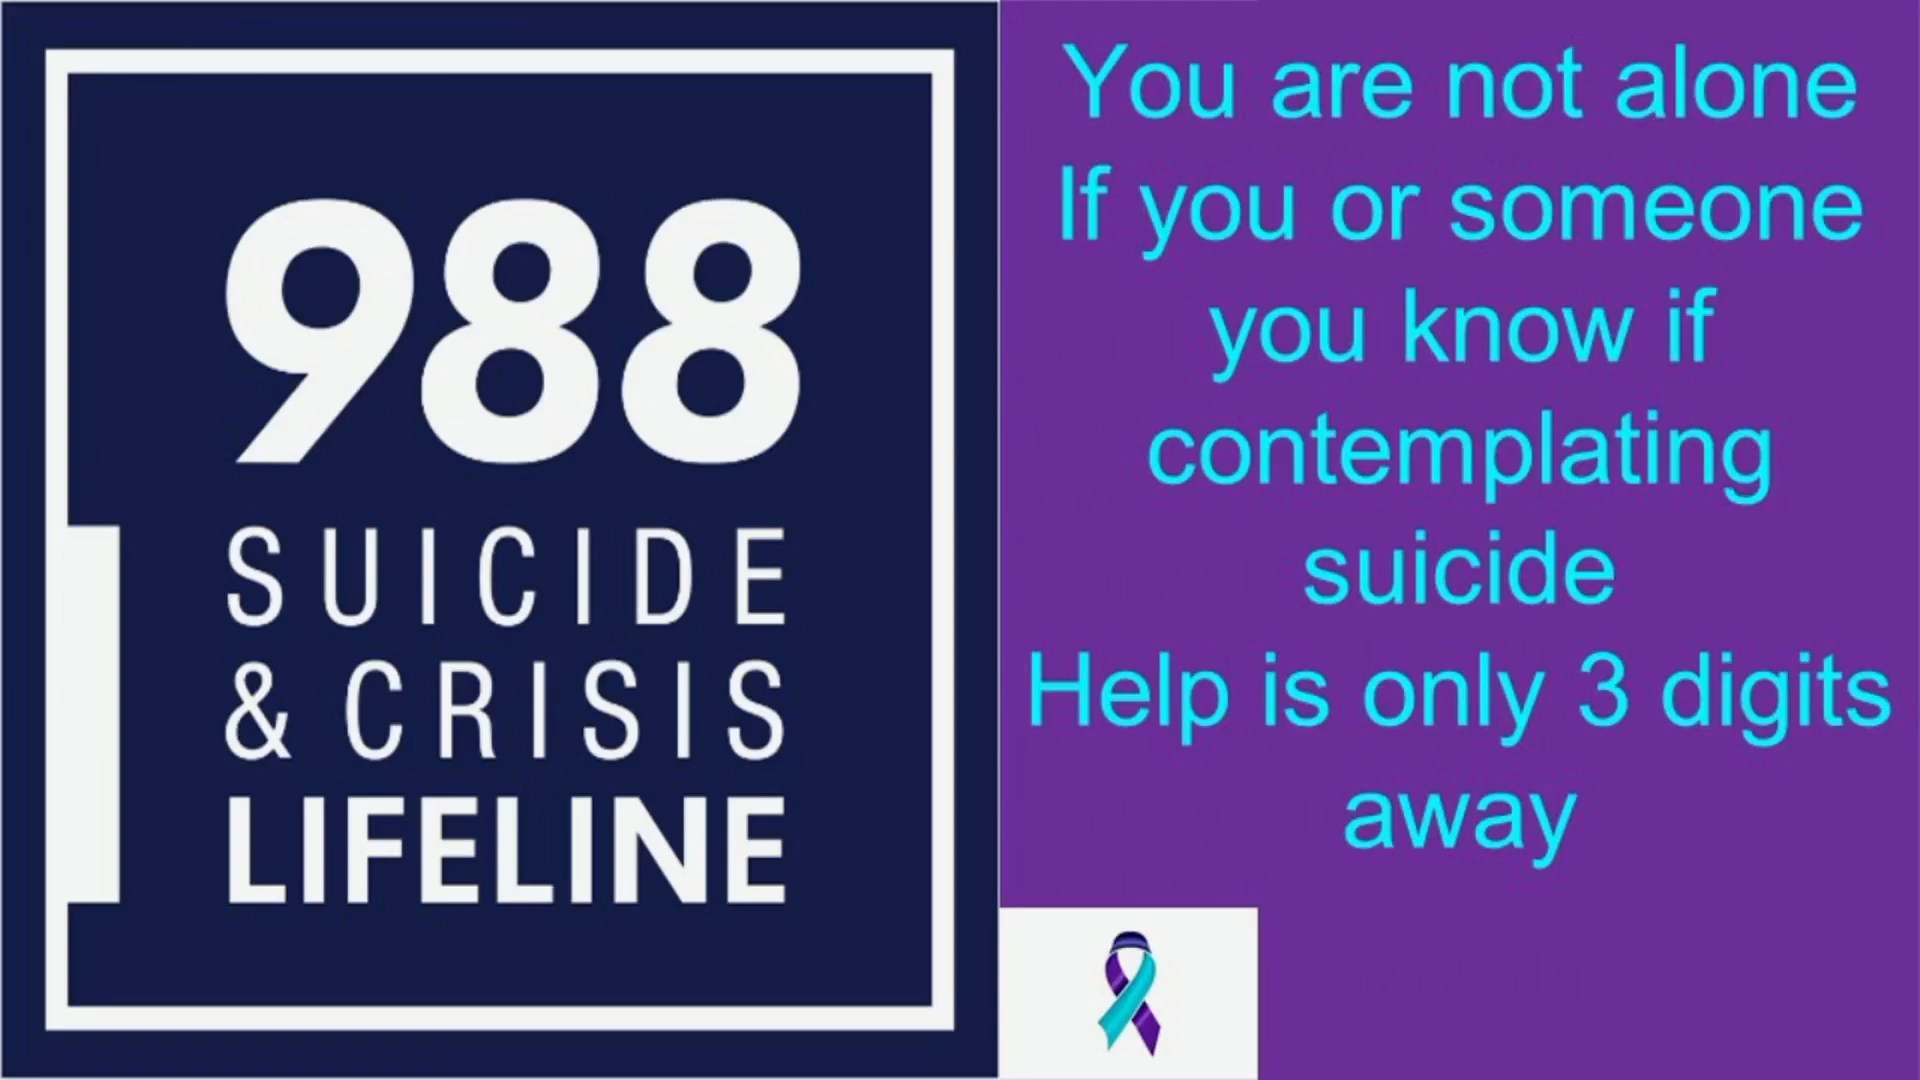 988
SUICIDE
& CRISIS
LIFELINE
You are not alone
If you or someone
you know if
contemplating
suicide
Help is only 3 digits
away